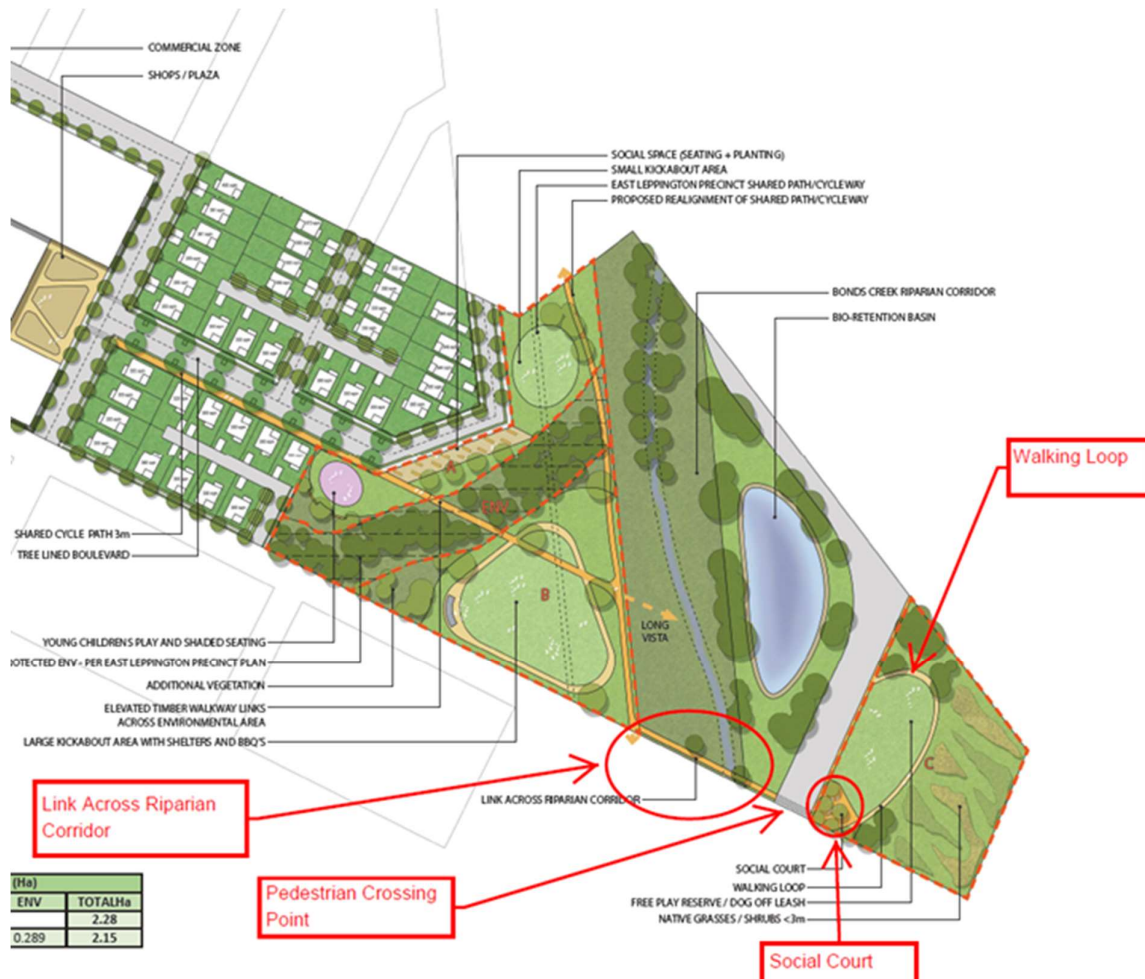 COMMERCIAL ZONE
SHOPS / PLAZA
SOCIAL SPACE (SEATING + PLANTING)
SMALL KICKABOUT AREA
EAST LEPPINGTON PRECINCT SHARED PATH/CYCLEWAY
PROPOSED REALIGNMENT OF SHARED PATH/CYCLEWAY
BONDS CREEK RIPARIAN CORRIDOR
BIO-RETENTION BASIN
Walking Loop
A
ENV
SHARED CYCLE PATH 3m
TREE LINED BOULEVARD
B
LONG
VISTA
YOUNG CHILDREN PLAY AND SHADED SEATING
ROTECTED ENV - PER EAST LEPPINGTON PRECINCT PLAN
ADDITIONAL VEGETATION
ELEVATED TIMBER WALKWAY LINKS
ACROSS ENVIRONMENTAL AREA
LARGE KICKABOUT AREA WITH SHELTERS AND BBQ'S
C
Link Across Riparian
Corridor
LINK ACROSS RIPARIAN CORRIDOR
Pedestrian Crossing
Point
SOCIAL COURT
WALKING LOOP
FREE PLAY RESERVE / DOG OFF LEASH
NATIVE GRASSES / SHRUBS <3m
Social Court
(Ha)
ENV TOTALHa
2.28
0.289 2.15